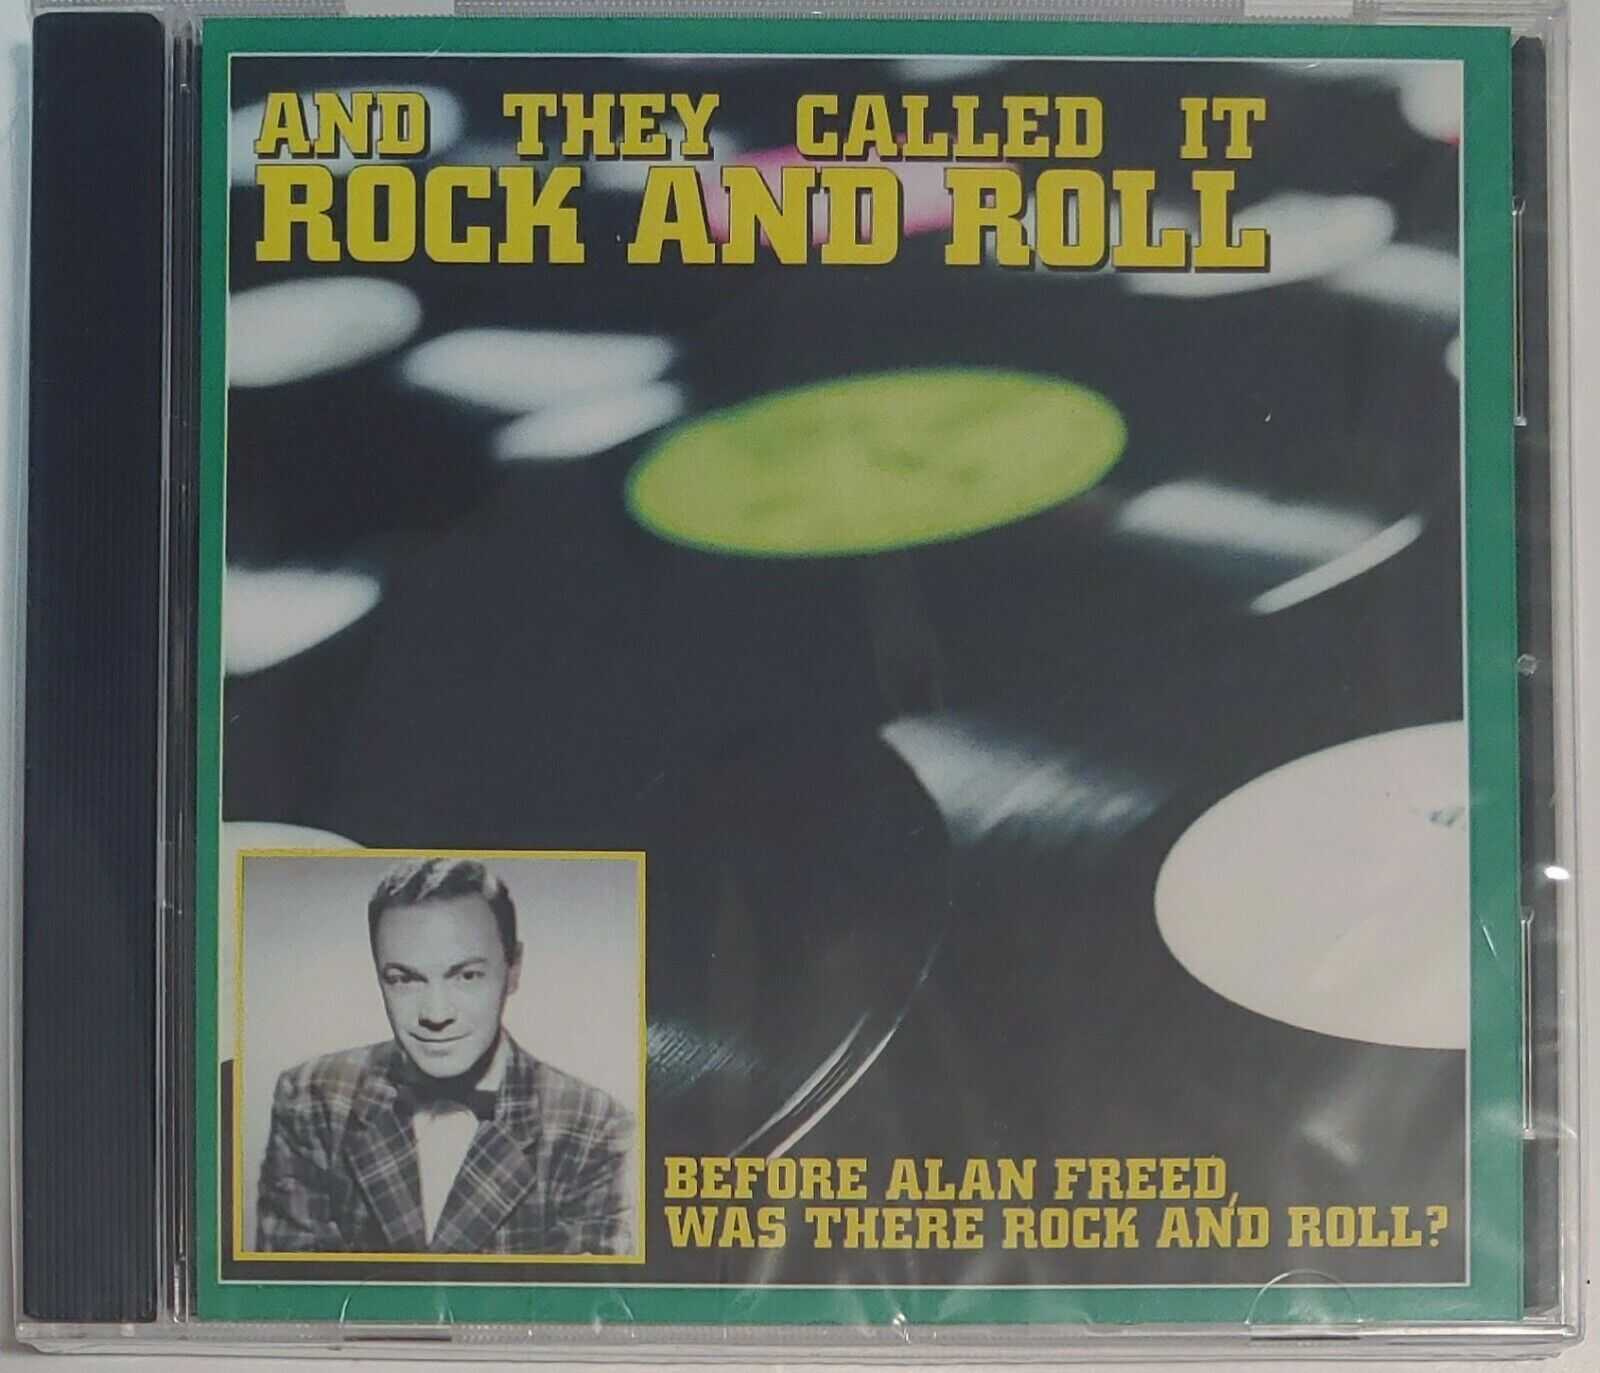 AND THEY CALLED IT
ROCK AND ROLL
BEFORE ALAN FREED,
WAS THERE ROCK AND ROLL?